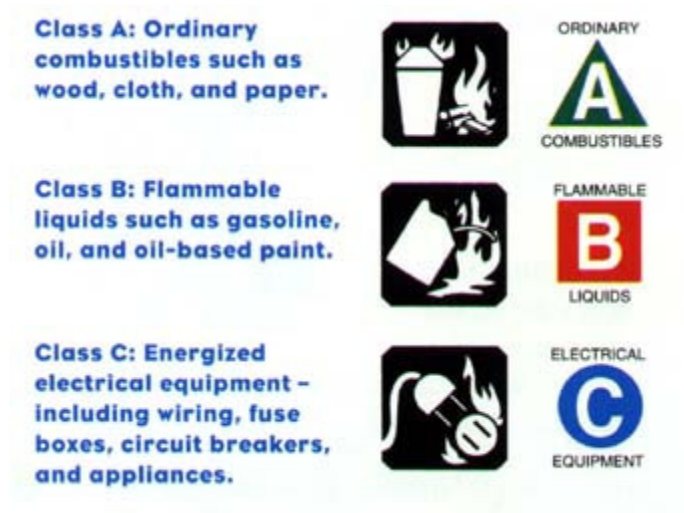 Class A: Ordinary
combustibles such as
wood, cloth, and paper.
ORDINARY
A
COMBUSTIBLES
Class B: Flammable
liquids such as gasoline,
oil, and oil-based paint.
FLAMMABLE
B
LIQUIDS
Class C: Energized
electrical equipment –
including wiring, fuse
boxes, circuit breakers,
and appliances.
ELECTRICAL
C
EQUIPMENT